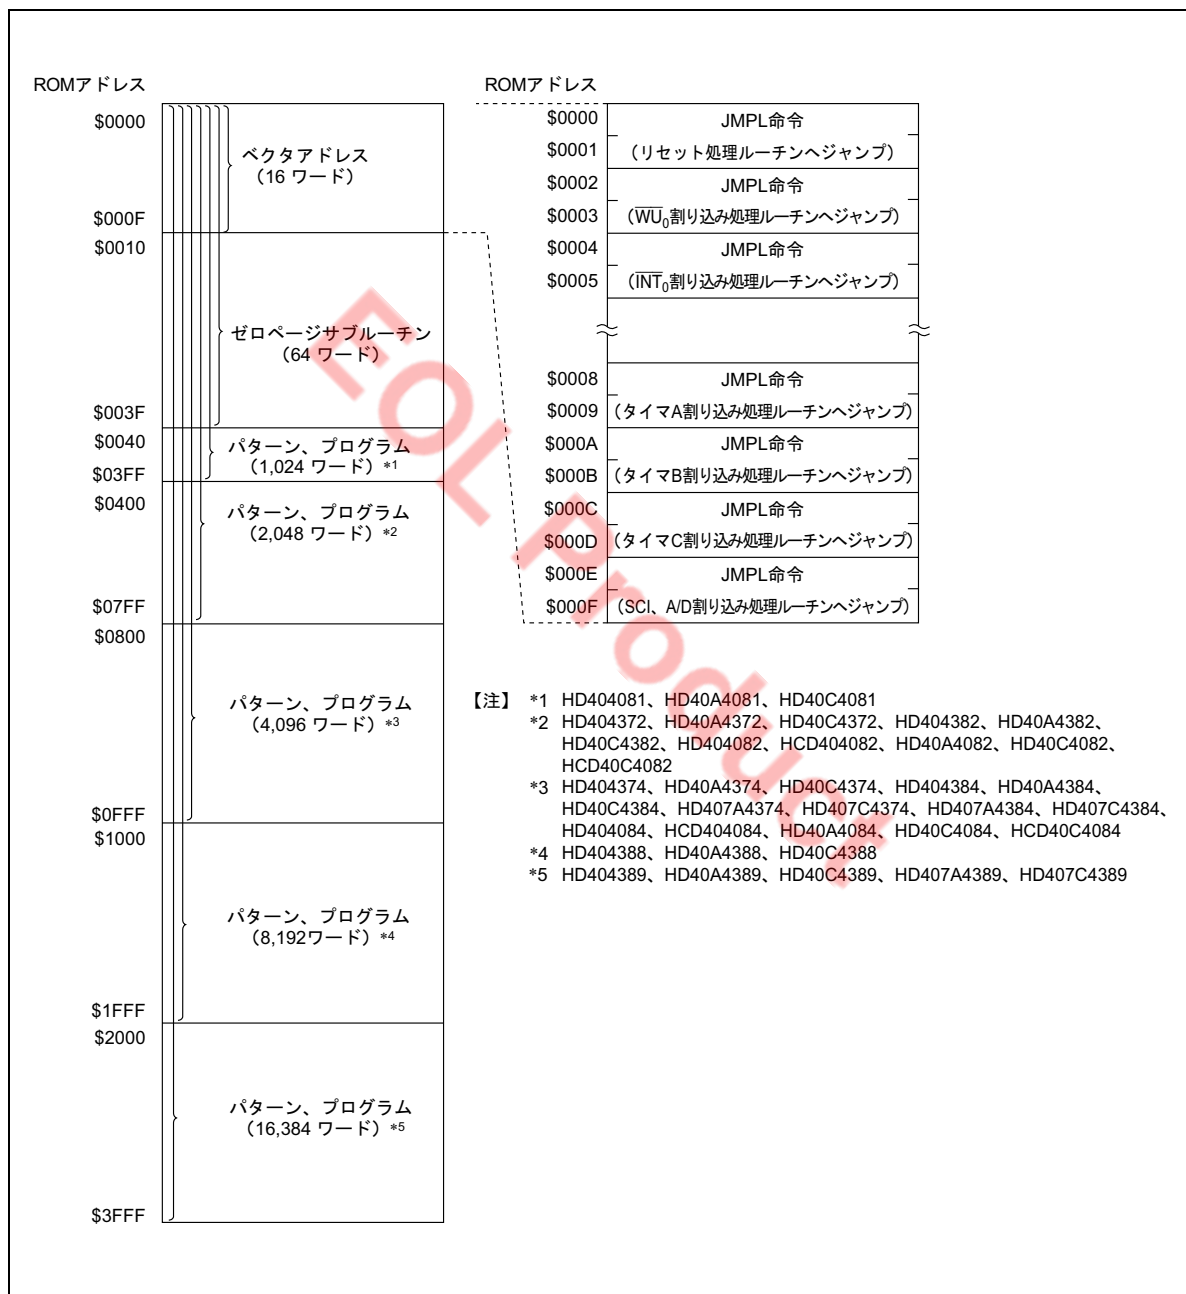 ROMアドレス
$0000
ベクタアドレス
（16 ワード）
$000F
$0010
ゼロページサブルーチン
（64 ワード）
$003F
$0040
パターン、プログラム
（1,024 ワード）*1
$03FF
$0400
パターン、プログラム
（2,048 ワード）*2
$07FF
$0800
パターン、プログラム
（4,096 ワード）*3
$0FFF
$1000
パターン、プログラム
（8,192ワード）*4
$1FFF
$2000
パターン、プログラム
（16,384 ワード）*5
$3FFF
ROMアドレス
$0000 JMPL命令
$0001 （リセット処理ルーチンへジャンプ）
$0002 JMPL命令
$0003 （WU0割り込み処理ルーチンへジャンプ）
$0004 JMPL命令
$0005 （INT0割り込み処理ルーチンへジャンプ）
$0008 JMPL命令
$0009 （タイマA割り込み処理ルーチンへジャンプ）
$000A JMPL命令
$000B （タイマB割り込み処理ルーチンへジャンプ）
$000C JMPL命令
$000D （タイマC割り込み処理ルーチンへジャンプ）
$000E JMPL命令
$000F （SCI、A/D割り込み処理ルーチンへジャンプ）
【注】 *1 HD404081、HD40A4081、HD40C4081
*2 HD404372、HD40A4372、HD40C4372、HD404382、HD40A4382、
HD40C4382、HD404082、HCD404082、HD40A4082、HD40C4082、
HCD40C4082
*3 HD404374、HD40A4374、HD40C4374、HD404384、HD40A4384、
HD40C4384、HD407A4374、HD407C4374、HD407A4384、HD407C4384、
HD404084、HCD404084、HD40A4084、HD40C4084、HCD40C4084
*4 HD404388、HD40A4388、HD40C4388
*5 HD404389、HD40A4389、HD40C4389、HD407A4389、HD407C4389
EOL Product